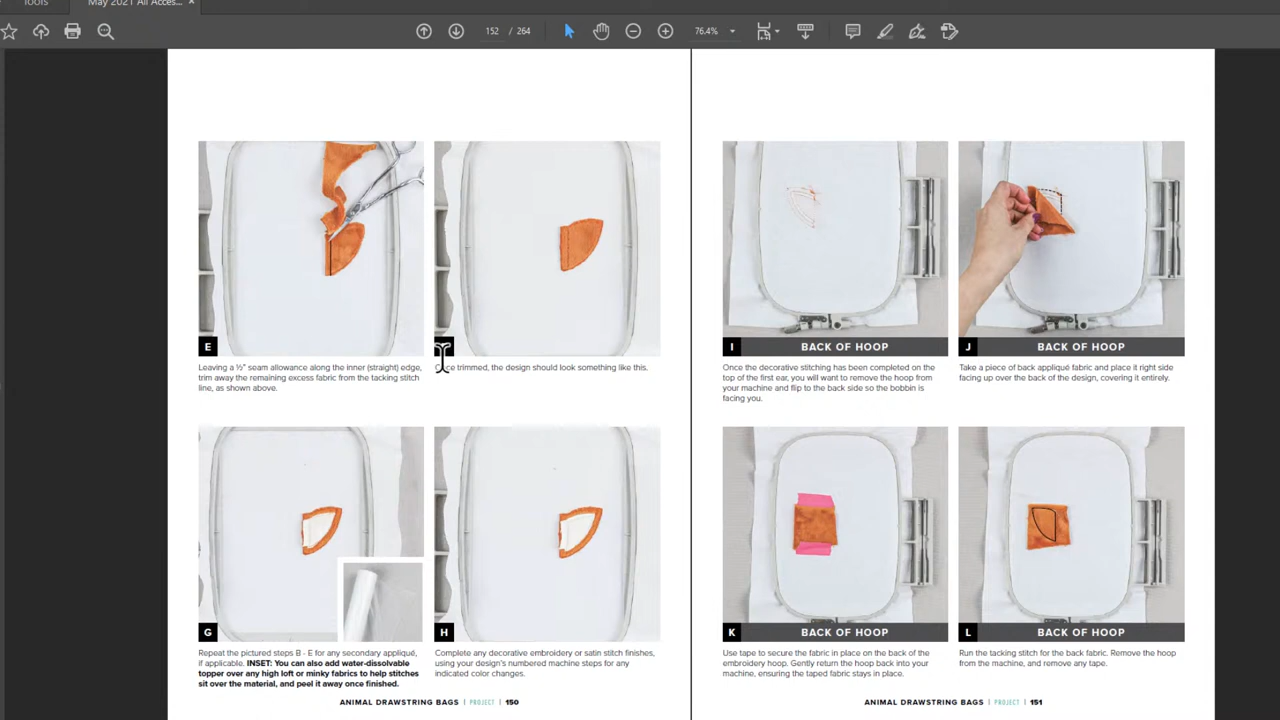 Tools
May 2021 All Acces... ×
152 / 264
76.4%
E
Leaving a ½" seam allowance along the inner (straight) edge,
trim away the remaining excess fabric from the tacking stitch
line, as shown above.
Once trimmed, the design should look something like this.
G
Repeat the pictured steps B - E for any secondary appliqué,
if applicable. INSET: You can also add water-dissolvable
topper over any high loft or minky fabrics to help stitches
sit over the material, and peel it away once finished.
H
Complete any decorative embroidery or satin stitch finishes,
using your design's numbered machine steps for any
indicated color changes.
ANIMAL DRAWSTRING BAGS | PROJECT | 150
I BACK OF HOOP
Once the decorative stitching has been completed on the
top of the first ear, you will want to remove the hoop from
your machine and flip to the back side so the bobbin is
facing you.
J BACK OF HOOP
Take a piece of back appliqué fabric and place it right side
facing up over the back of the design, covering it entirely.
K BACK OF HOOP
Use tape to secure the fabric in place on the back of the
embroidery hoop. Gently return the hoop back into your
machine, ensuring the taped fabric stays in place.
L BACK OF HOOP
Run the tacking stitch for the back fabric. Remove the hoop
from the machine, and remove any tape.
ANIMAL DRAWSTRING BAGS | PROJECT | 151